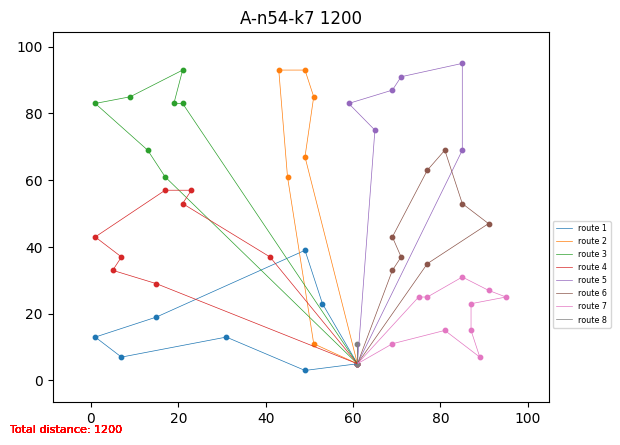 A-n54-k7 1200
100
80
60
40
20
0
0 20 40 60 80 100
route 1
route 2
route 3
route 4
route 5
route 6
route 7
route 8
Total distance: 1200